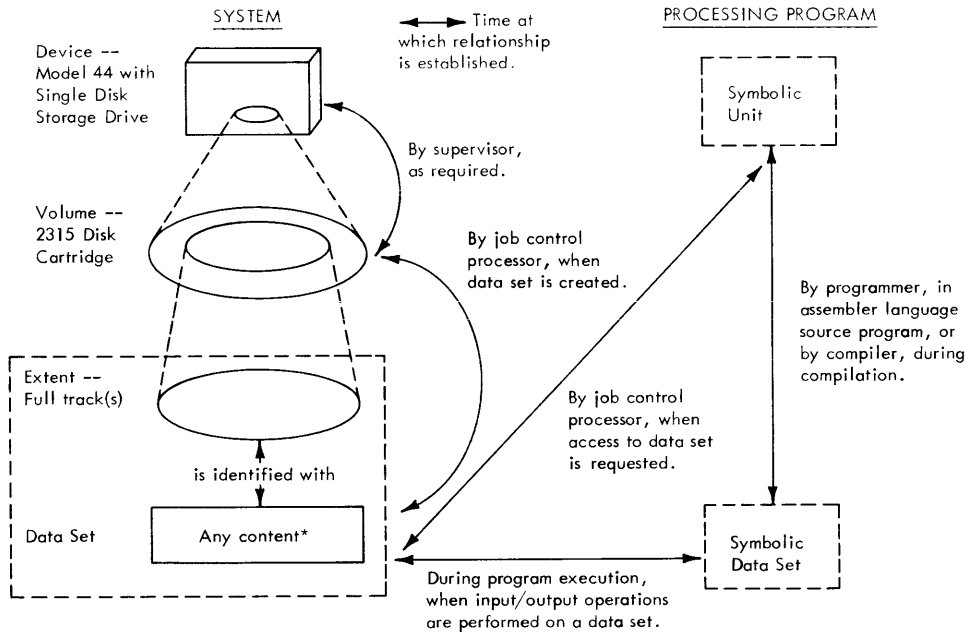 SYSTEM
Time at
which relationship
is established.
PROCESSING PROGRAM
Device --
Model 44 with
Single Disk
Storage Drive
Symbolic
Unit
By supervisor,
as required.
Volume --
2315 Disk
Cartridge
By job control
processor, when
data set is created.
By programmer, in
assembler language
source program, or
by compiler, during
compilation.
Extent --
Full track(s)
By job control
processor, when
access to data set
is requested.
is identified with
Data Set
Any content*
Symbolic
Data Set
During program execution,
when input/output operations
are performed on a data set.